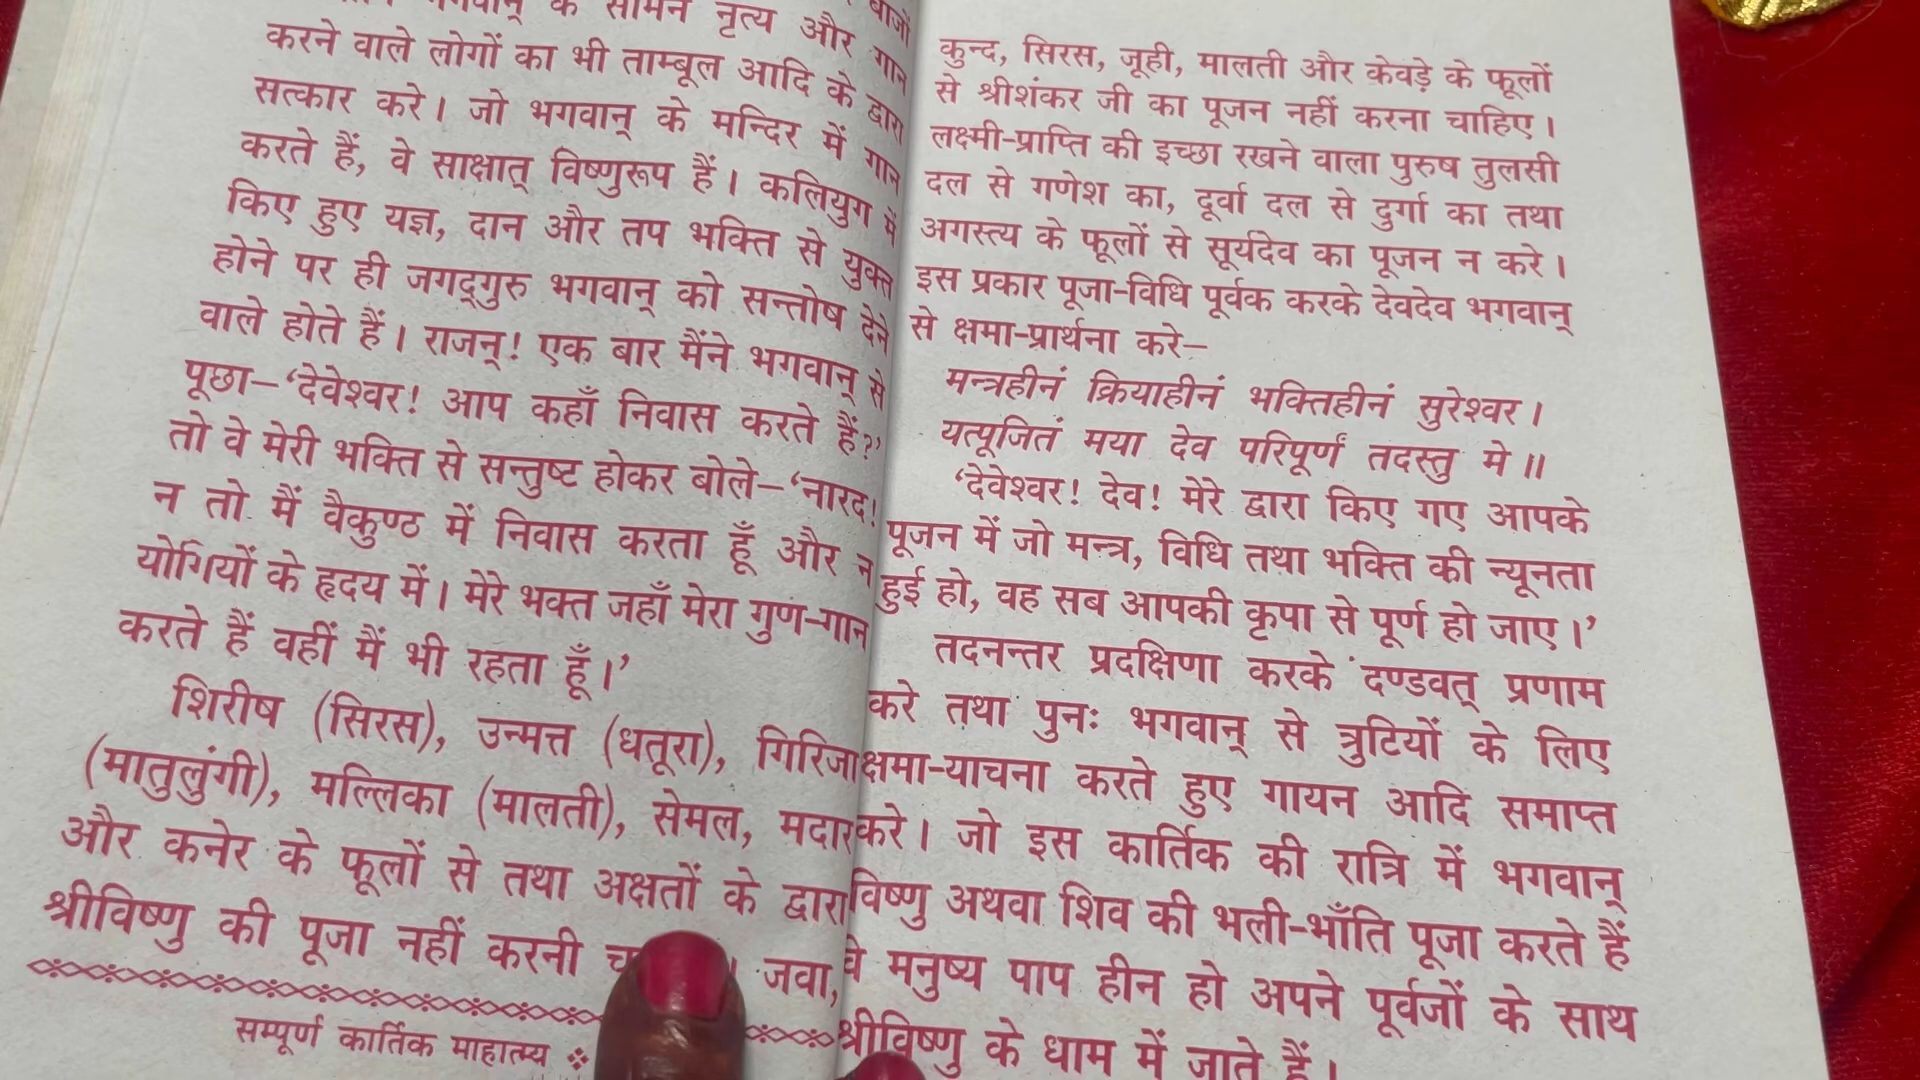 भगवान् के सामने नृत्य और गान
करने वाले लोगों का भी ताम्बूल आदि के द्वारा
सत्कार करे। जो भगवान् के मन्दिर में गान
करते हैं, वे साक्षात् विष्णुरूप हैं। कलियुग में
किए हुए यज्ञ, दान और तप भक्ति से युक्त
होने पर ही जगद्गुरु भगवान् को सन्तोष देने
वाले होते हैं। राजन्! एक बार मैंने भगवान् से
पूछा–‘देवेश्वर! आप कहाँ निवास करते हैं?’
तो वे मेरी भक्ति से सन्तुष्ट होकर बोले–‘नारद!
न तो मैं वैकुण्ठ में निवास करता हूँ और न
योगियों के हृदय में। मेरे भक्त जहाँ मेरा गुण-गान
करते हैं वहीं मैं भी रहता हूँ।’
शिरीष (सिरस), उन्मत्त (धतूरा), गिरिजा
(मातुलुंगी), मल्लिका (मालती), सेमल, मदार
और कनेर के फूलों से तथा अक्षतों के द्वारा
श्रीविष्णु की पूजा नहीं करनी जवा,
सम्पूर्ण कार्तिक माहात्म्य
कुन्द, सिरस, जूही, मालती और केवड़े के फूलों
से श्रीशंकर जी का पूजन नहीं करना चाहिए।
लक्ष्मी-प्राप्ति की इच्छा रखने वाला पुरुष तुलसी
दल से गणेश का, दूर्वा दल से दुर्गा का तथा
अगस्त्य के फूलों से सूर्यदेव का पूजन न करे।
इस प्रकार पूजा-विधि पूर्वक करके देवदेव भगवान्
से क्षमा-प्रार्थना करे–
मन्त्रहीनं क्रियाहीनं भक्तिहीनं सुरेश्वर।
यत्पूजितं मया देव परिपूर्णं तदस्तु मे॥
‘देवेश्वर! देव! मेरे द्वारा किए गए आपके
पूजन में जो मन्त्र, विधि तथा भक्ति की न्यूनता
हुई हो, वह सब आपकी कृपा से पूर्ण हो जाए।’
तदनन्तर प्रदक्षिणा करके दण्डवत् प्रणाम
करे तथा पुनः भगवान् से त्रुटियों के लिए
क्षमा-याचना करते हुए गायन आदि समाप्त
करे। जो इस कार्तिक की रात्रि में भगवान्
विष्णु अथवा शिव की भली-भाँति पूजा करते हैं
वे मनुष्य पाप हीन हो अपने पूर्वजों के साथ
श्रीविष्णु के धाम में जाते हैं।